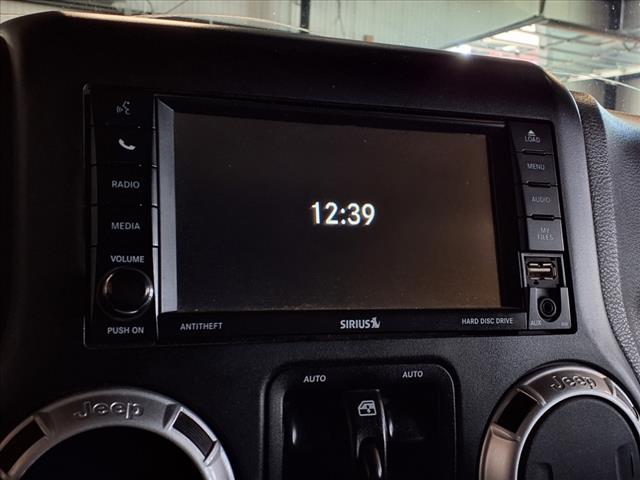 RADIO
MEDIA
VOLUME
PUSH ON
12:39
LOAD
MENU
AUDIO
MY
FILES
AUX
ANTITHEFT
SIRIUS
HARD DISC DRIVE
AUTO
AUTO
Jeep
Jeep